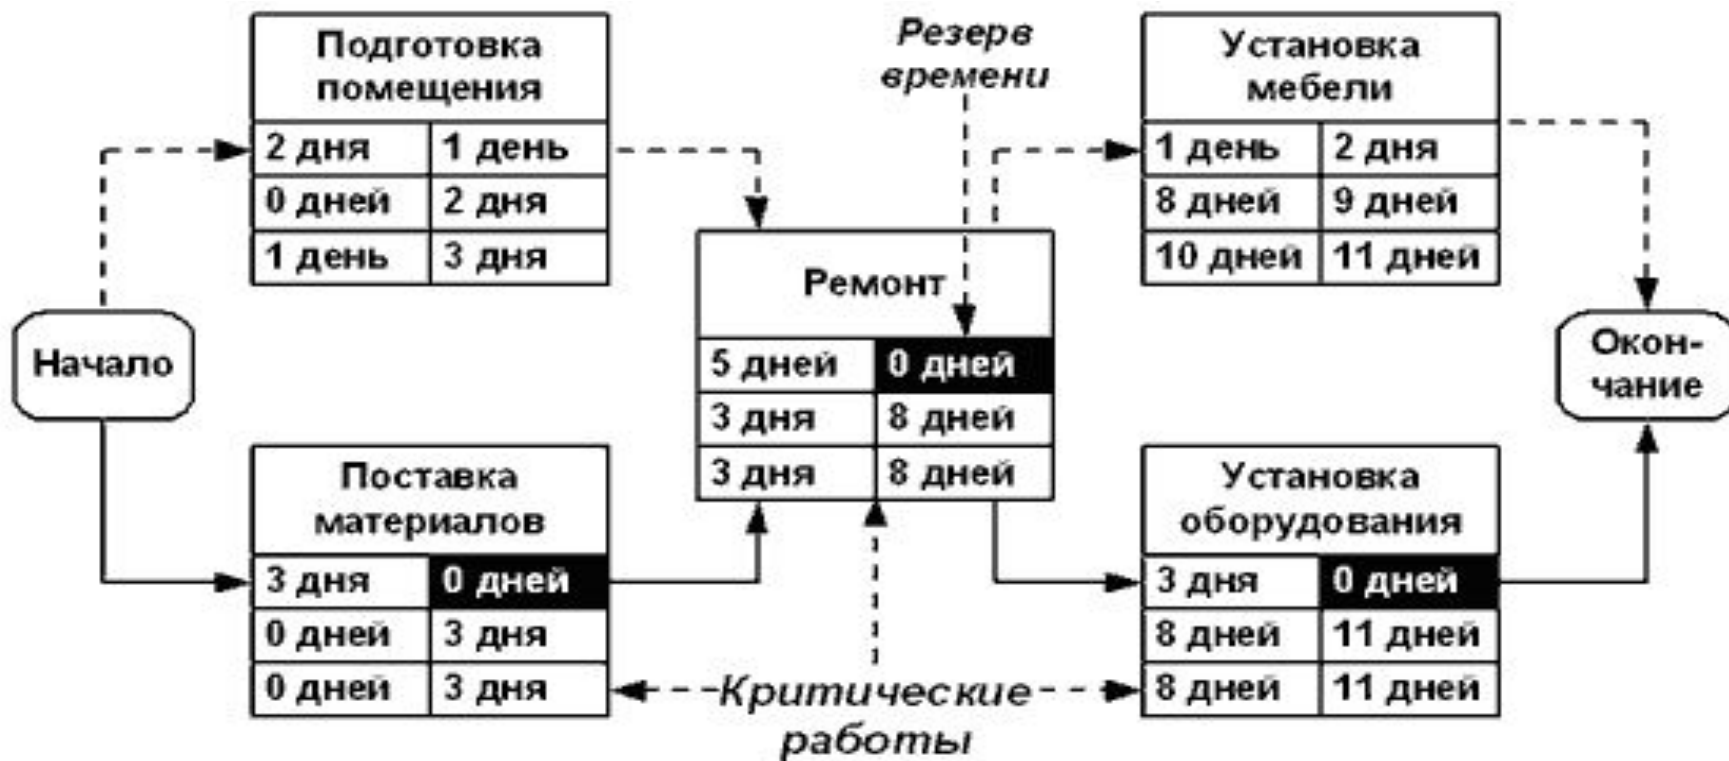 Подготовка
помещения
2 дня 1 день
0 дней 2 дня
1 день 3 дня
Резерв
времени
Установка
мебели
1 день 2 дня
8 дней 9 дней
10 дней 11 дней
Начало
Ремонт
5 дней 0 дней
3 дня 8 дней
3 дня 8 дней
Окон-
чание
Поставка
материалов
3 дня 0 дней
0 дней 3 дня
0 дней 3 дня
Критические
работы
Установка
оборудования
3 дня 0 дней
8 дней 11 дней
8 дней 11 дней